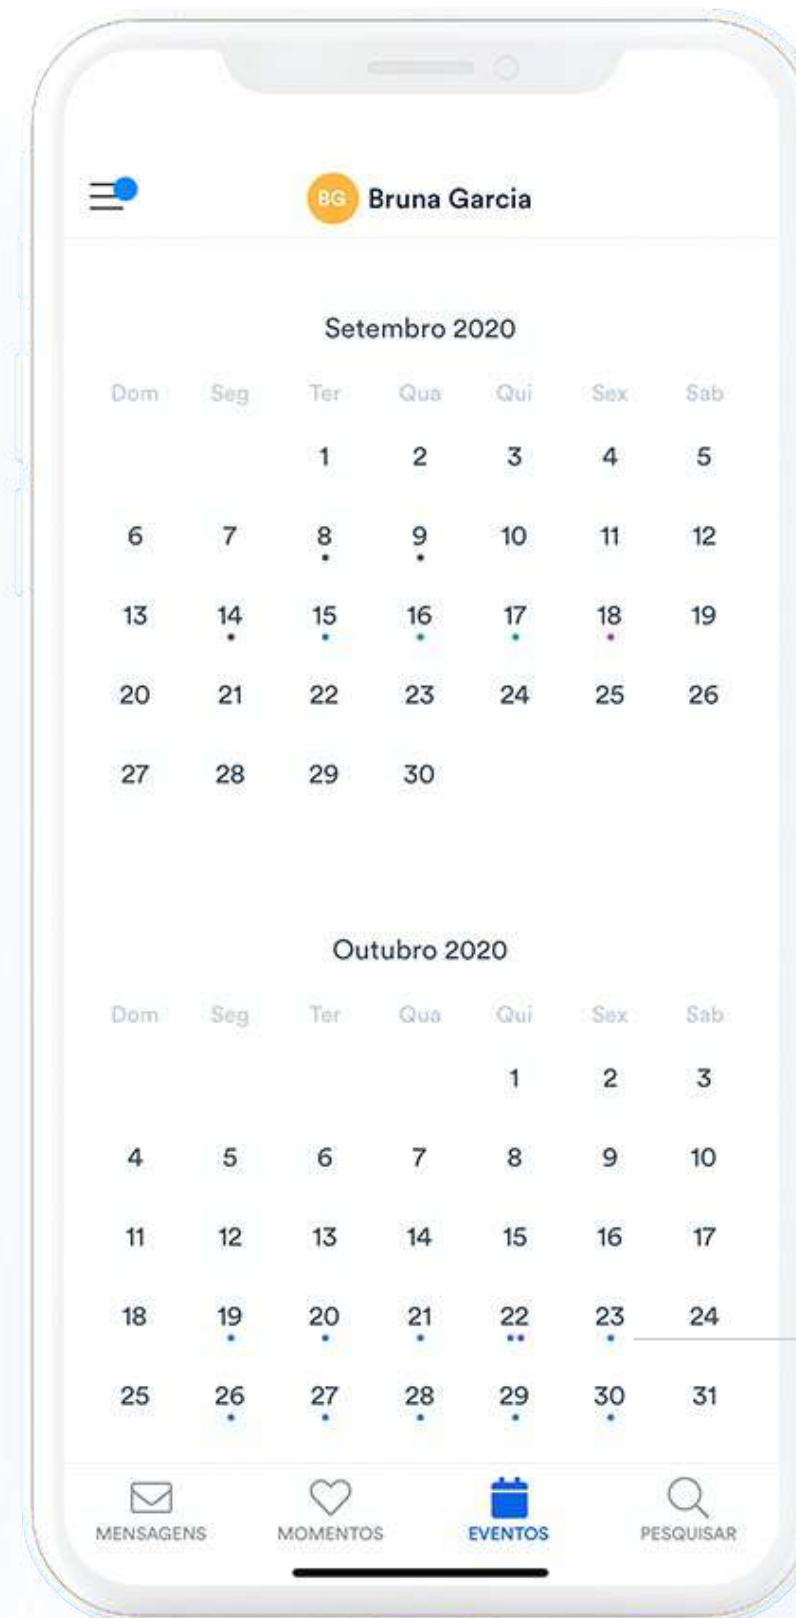 BG Bruna Garcia
Setembro 2020
Dom Seg Ter Qua Qui Sex Sab
1 2 3 4 5
6 7 8 9 10 11 12
13 14 15 16 17 18 19
20 21 22 23 24 25 26
27 28 29 30
Outubro 2020
Dom Seg Ter Qua Qui Sex Sab
1 2 3
4 5 6 7 8 9 10
11 12 13 14 15 16 17
18 19 20 21 22 23 24
25 26 27 28 29 30 31
MENSAGENS MOMENTOS EVENTOS PESQUISAR